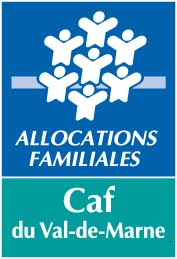 ALLOCATIONS
FAMILIALES
Caf
du Val-de-Marne